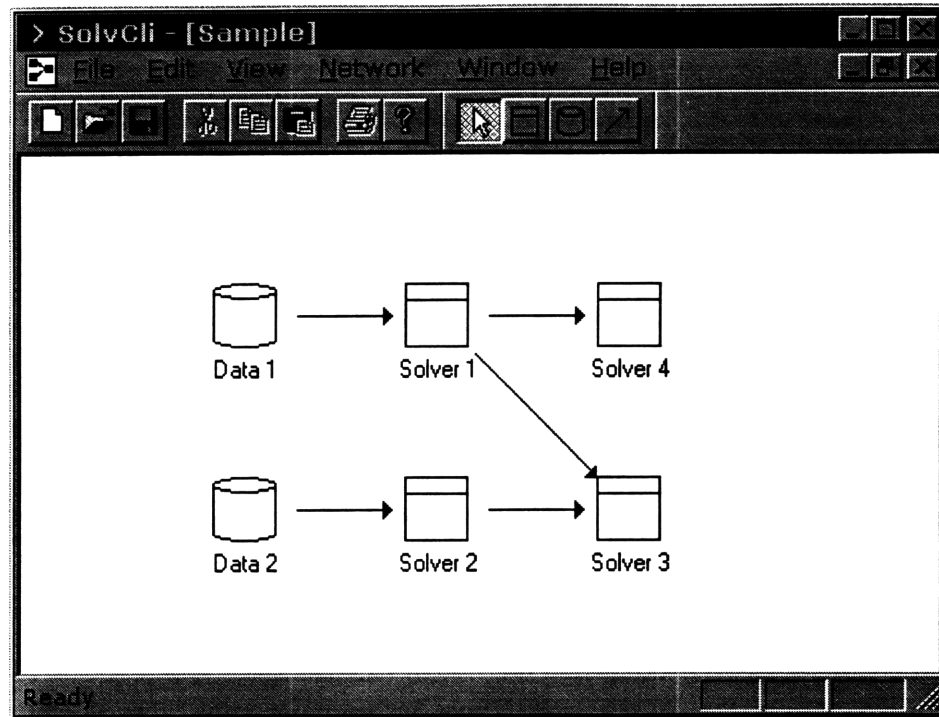 > SolvCli - [Sample]
File Edit View Network Window Help
Data 1
Solver 1
Solver 4
Data 2
Solver 2
Solver 3
Ready